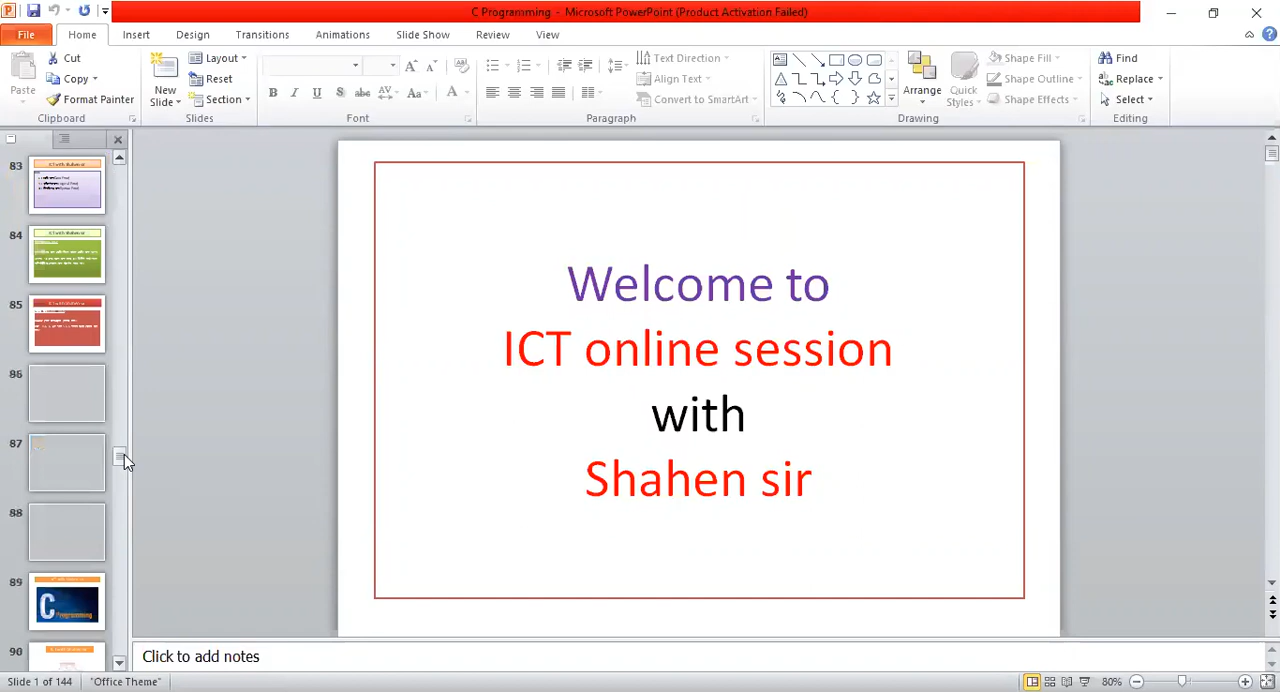 C Programming - Microsoft PowerPoint (Product Activation Failed)
File Home Insert Design Transitions Animations Slide Show Review View
Paste
Cut
Copy
Format Painter
Clipboard
New
Slide
Layout
Reset
Section
Slides
B I U S abc AV Aa A
Font
Text Direction
Align Text
Convert to SmartArt
Paragraph
Arrange
Quick
Styles
Shape Fill
Shape Outline
Shape Effects
Drawing
Find
Replace
Select
Editing
83
84
85
86
87
88
89
C Programming
90
Welcome to
ICT online session
with
Shahen sir
Click to add notes
Slide 1 of 144 "Office Theme" 80%